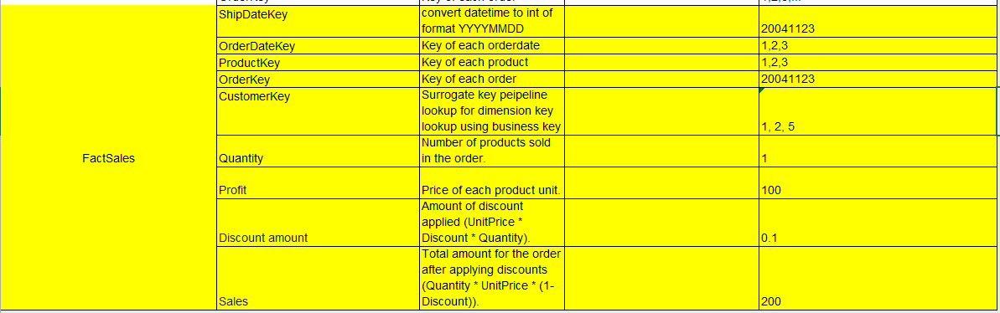 ShipDateKey
convert datetime to int of
format YYYYMMDD
20041123
OrderDateKey
Key of each orderdate
1,2,3
ProductKey
Key of each product
1,2,3
OrderKey
Key of each order
20041123
CustomerKey
Surrogate key peipeline
lookup for dimension key
lookup using business key
1, 2, 5
FactSales
Quantity
Number of products sold
in the order.
1
Profit
Price of each product unit.
100
Discount amount
Amount of discount
applied (UnitPrice *
Discount * Quantity).
0.1
Sales
Total amount for the order
after applying discounts
(Quantity * UnitPrice * (1-
Discount)).
200